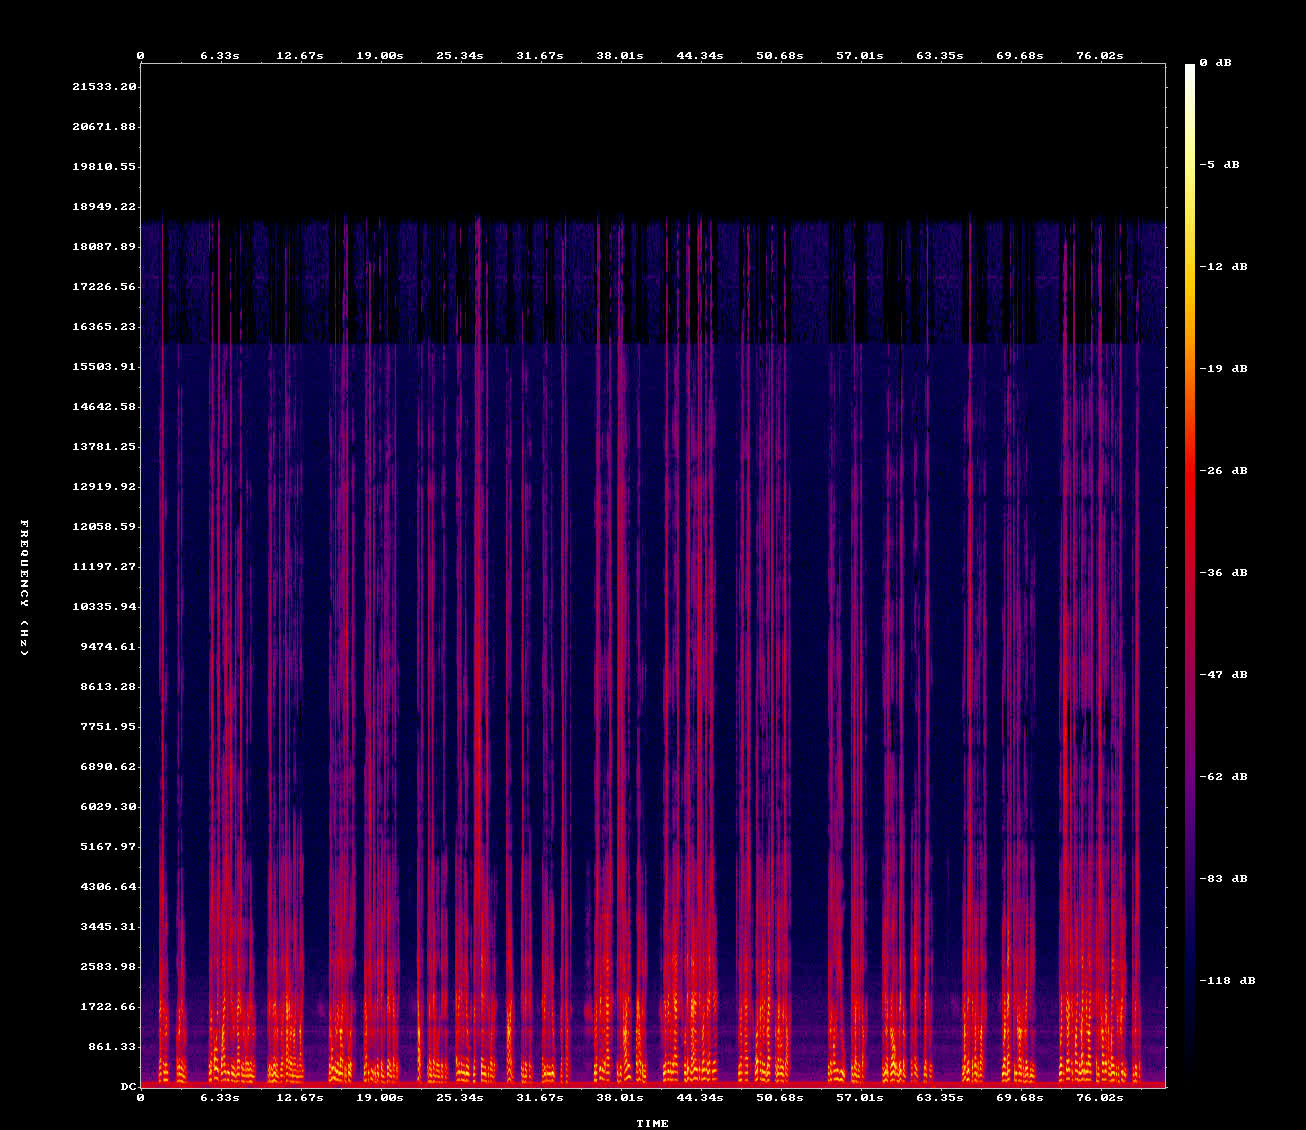 0 6.33s 12.67s 19.00s 25.34s 31.67s 38.01s 44.34s 50.68s 57.01s 63.35s 69.68s 76.02s
0 dB
21533.20
20671.88
19810.55
-5 dB
18949.22
18087.89
-12 dB
17226.56
16365.23
15503.91
-19 dB
14642.58
13781.25
-26 dB
12919.92
12058.59
11197.27
-36 dB
10335.94
9474.61
FREQUENCY (Hz)
-47 dB
8613.28
7751.95
6890.62
-62 dB
6029.30
5167.97
4306.64
-83 dB
3445.31
2583.98
-118 dB
1722.66
861.33
DC
0 6.33s 12.67s 19.00s 25.34s 31.67s 38.01s 44.34s 50.68s 57.01s 63.35s 69.68s 76.02s
TIME